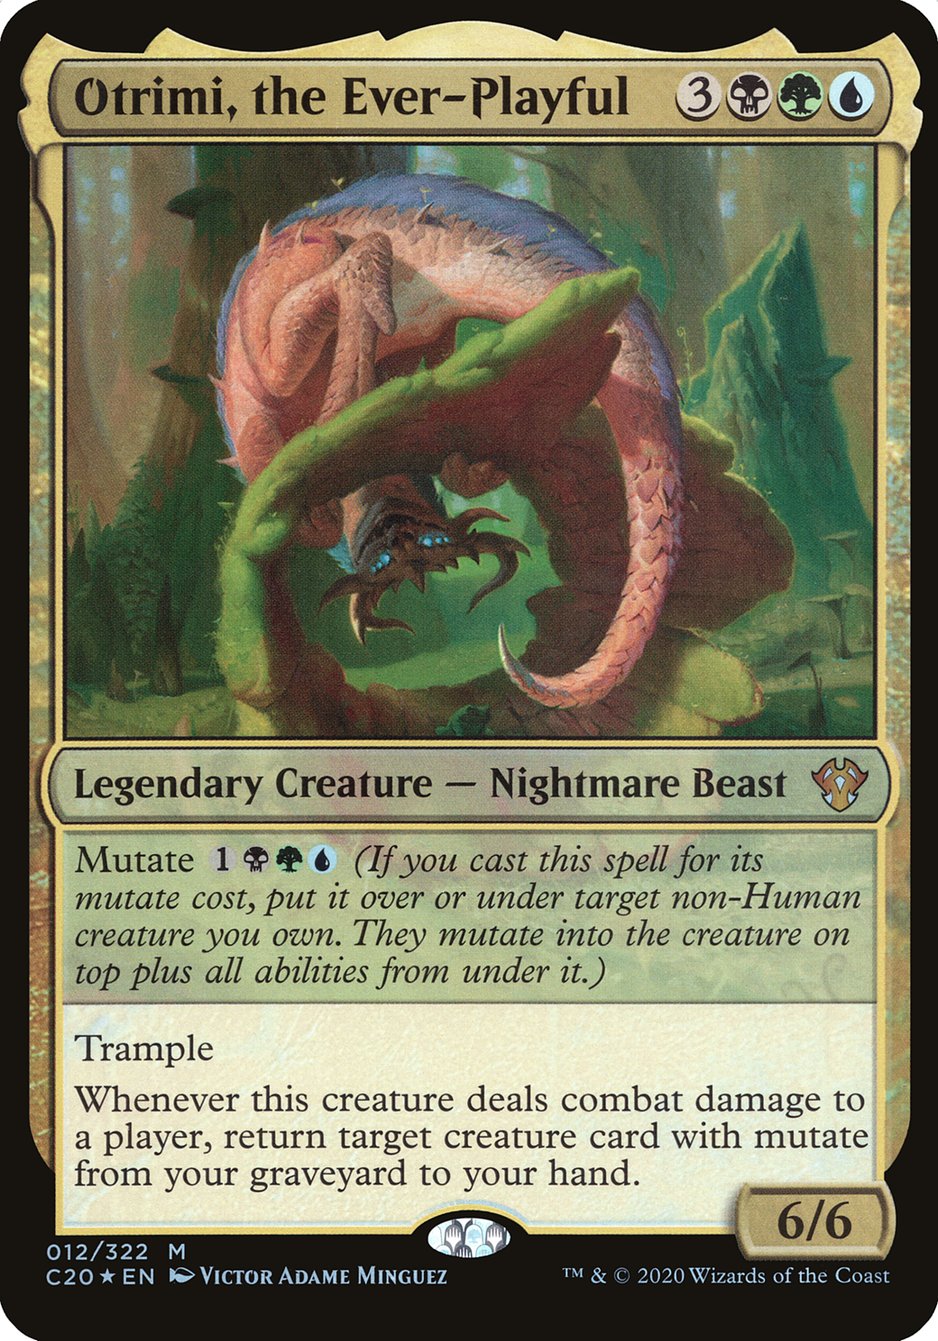 Otrimi, the Ever-Playful 3
Legendary Creature — Nightmare Beast
Mutate 1 (If you cast this spell for its
mutate cost, put it over or under target non-Human
creature you own. They mutate into the creature on
top plus all abilities from under it.)
Trample
Whenever this creature deals combat damage to
a player, return target creature card with mutate
from your graveyard to your hand.
6/6
012/322 M
C20★EN Victor Adame Minguez
™ & © 2020 Wizards of the Coast